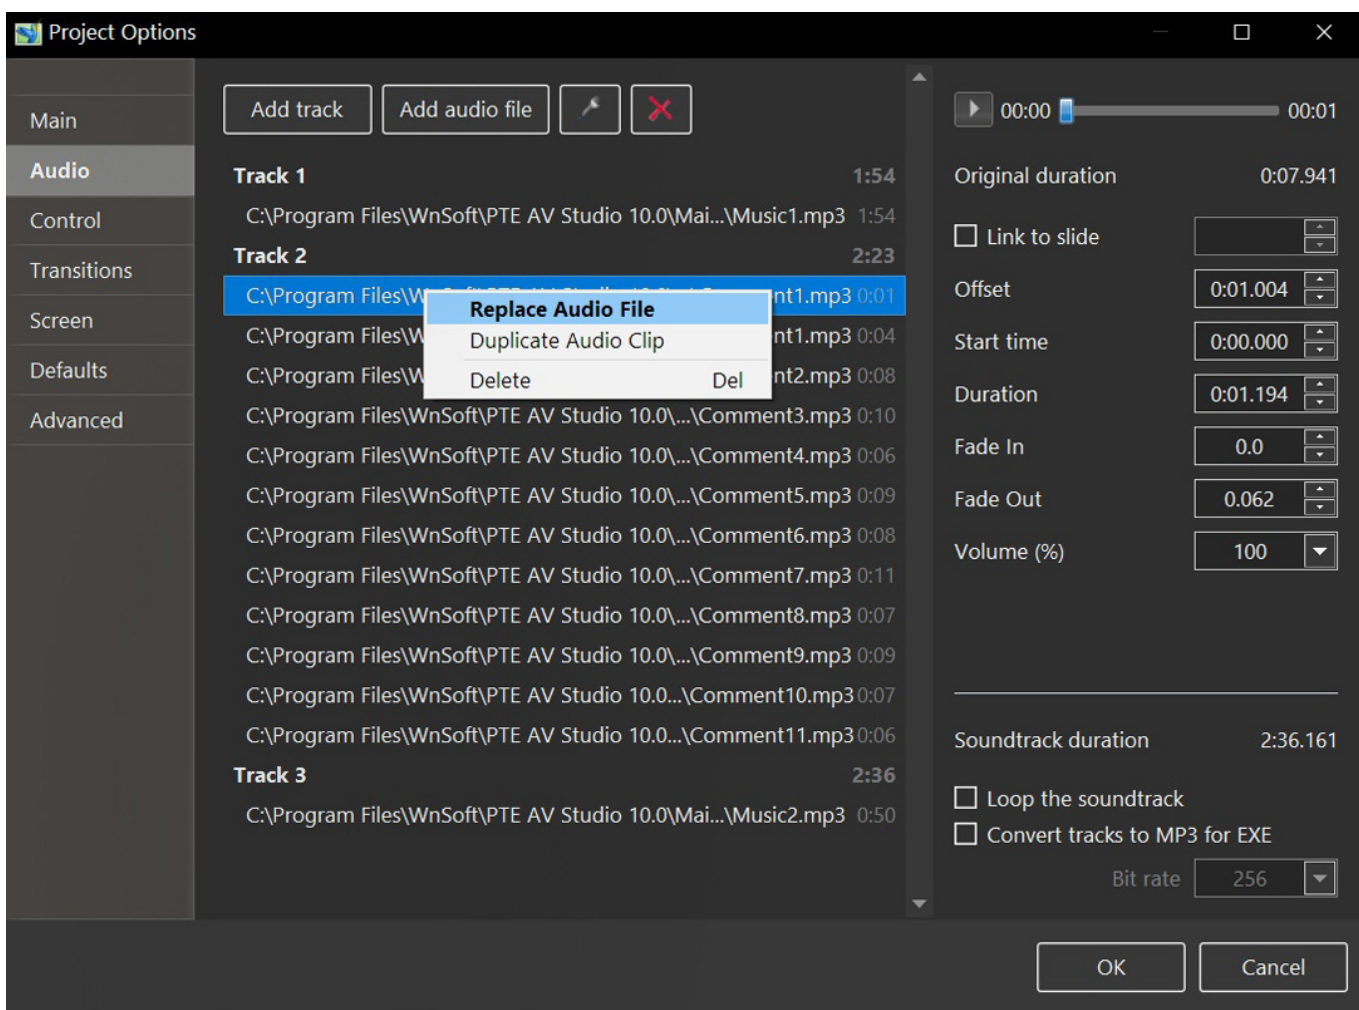 Project Options
Main
Audio
Control
Transitions
Screen
Defaults
Advanced
Add track
Add audio file
Track 1 1:54
C:\Program Files\WnSoft\PTE AV Studio 10.0\Mai...\Music1.mp3 1:54
Track 2 2:23
C:\Program Files\W nt1.mp3 0:01
C:\Program Files\W nt1.mp3 0:04
C:\Program Files\W nt2.mp3 0:08
Replace Audio File
Duplicate Audio Clip
Delete Del
C:\Program Files\WnSoft\PTE AV Studio 10.0\...\Comment3.mp3 0:10
C:\Program Files\WnSoft\PTE AV Studio 10.0\...\Comment4.mp3 0:06
C:\Program Files\WnSoft\PTE AV Studio 10.0\...\Comment5.mp3 0:09
C:\Program Files\WnSoft\PTE AV Studio 10.0\...\Comment6.mp3 0:08
C:\Program Files\WnSoft\PTE AV Studio 10.0\...\Comment7.mp3 0:11
C:\Program Files\WnSoft\PTE AV Studio 10.0\...\Comment8.mp3 0:07
C:\Program Files\WnSoft\PTE AV Studio 10.0\...\Comment9.mp3 0:09
C:\Program Files\WnSoft\PTE AV Studio 10.0...\Comment10.mp3 0:07
C:\Program Files\WnSoft\PTE AV Studio 10.0...\Comment11.mp3 0:06
Track 3 2:36
C:\Program Files\WnSoft\PTE AV Studio 10.0\Mai...\Music2.mp3 0:50
00:00 00:01
Original duration 0:07.941
Link to slide
Offset 0:01.004
Start time 0:00.000
Duration 0:01.194
Fade In 0.0
Fade Out 0.062
Volume (%) 100
Soundtrack duration 2:36.161
Loop the soundtrack
Convert tracks to MP3 for EXE
Bit rate 256
OK
Cancel